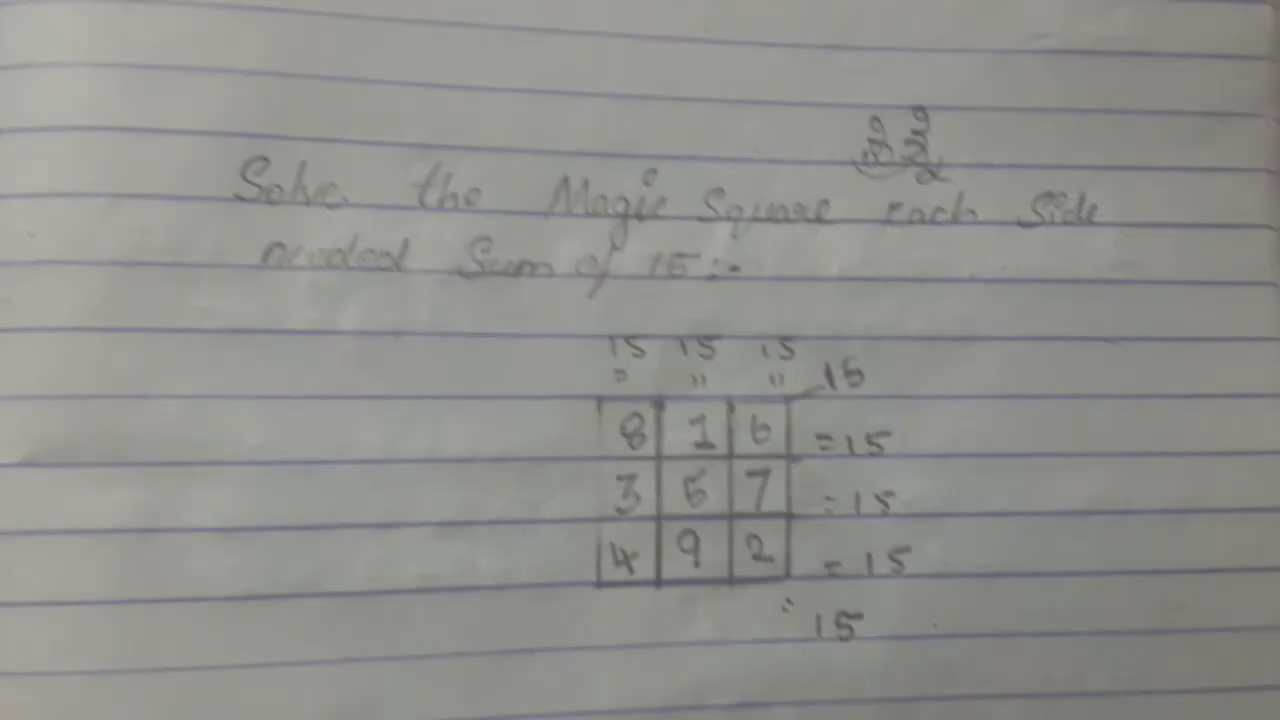 Solve the Magic Square each Side
needed Sum of 15:-
15 15 15
= " " 15
8 1 6 = 15
3 5 7 = 15
4 9 2 = 15
= 15